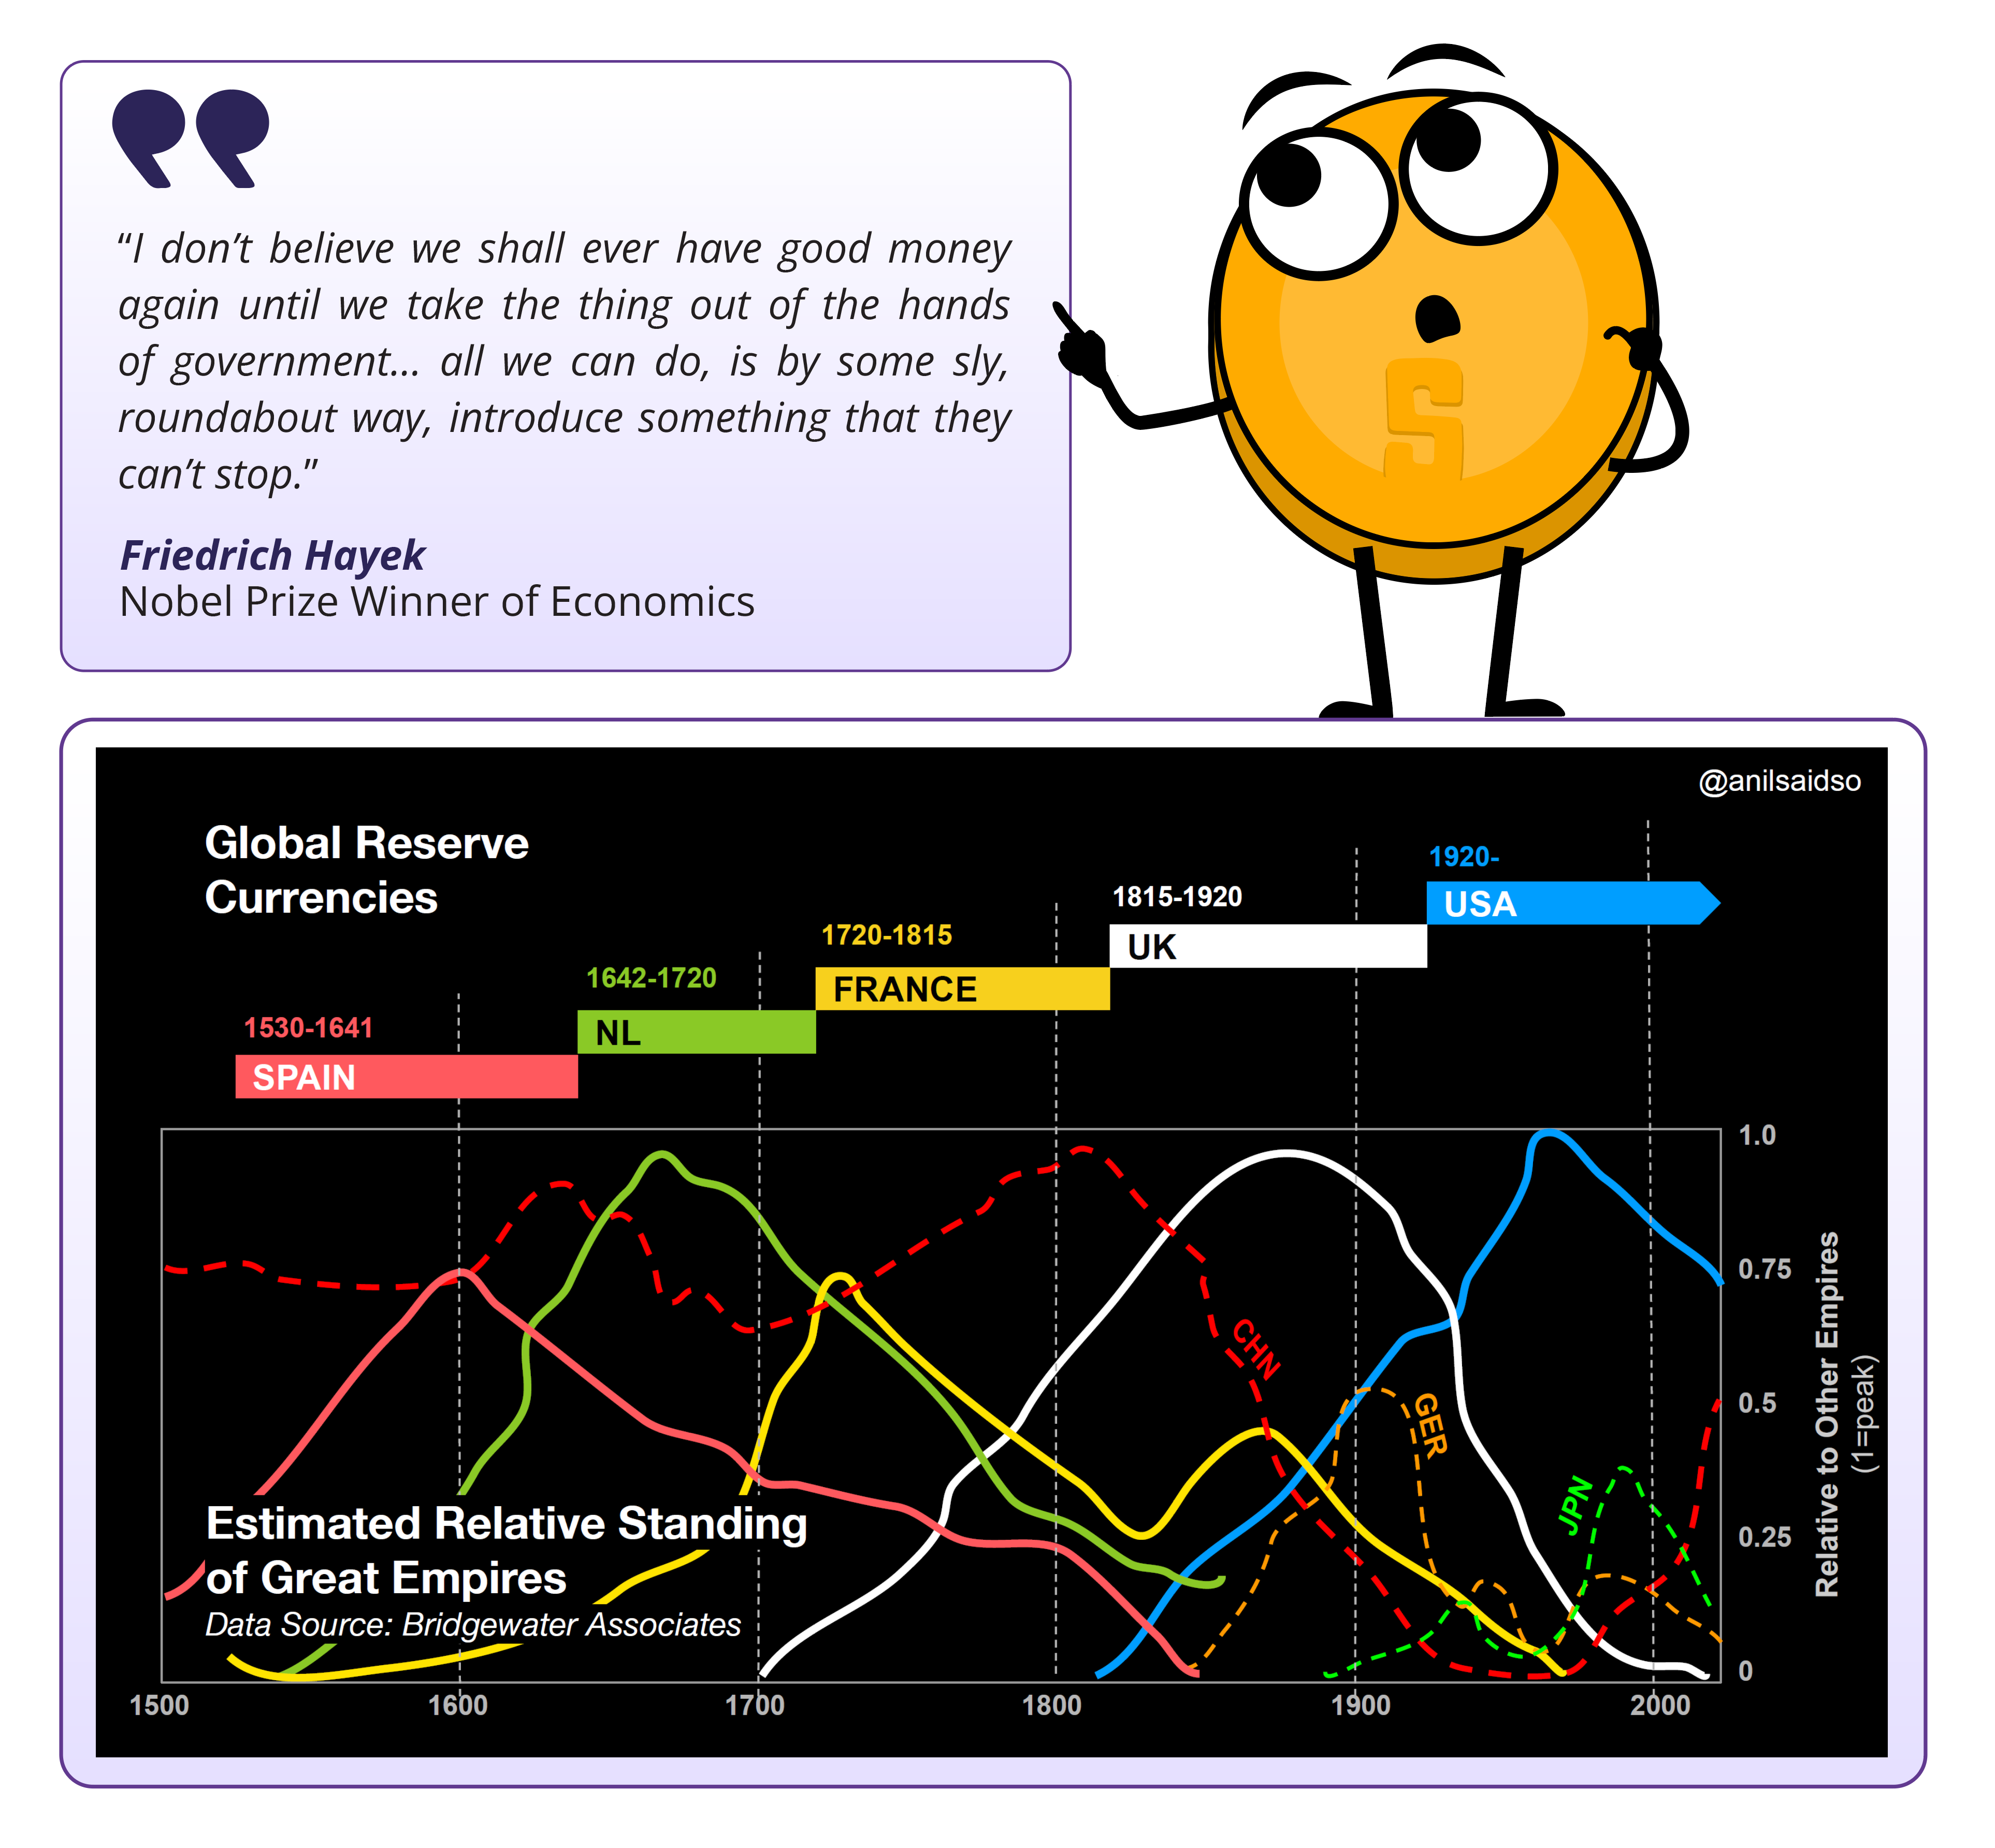 “I don’t believe we shall ever have good money
again until we take the thing out of the hands
of government... all we can do, is by some sly,
roundabout way, introduce something that they
can’t stop.”
Friedrich Hayek
Nobel Prize Winner of Economics
@anilsaidso
Global Reserve
Currencies
1920-
USA
1815-1920
UK
1720-1815
FRANCE
1642-1720
NL
1530-1641
SPAIN
1.0
0.75
0.5
0.25
0
Relative to Other Empires
(1=peak)
CHN
GER
JPN
Estimated Relative Standing
of Great Empires
Data Source: Bridgewater Associates
1500 1600 1700 1800 1900 2000